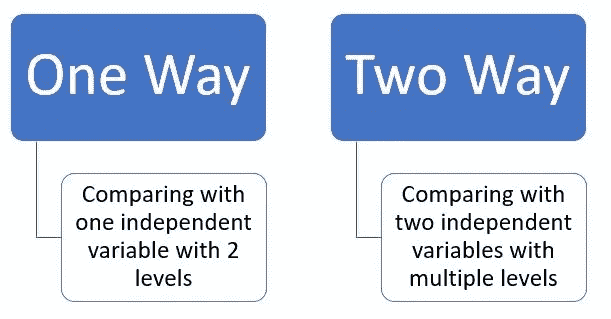 One Way
Comparing with
one independent
variable with 2
levels
Two Way
Comparing with
two independent
variables with
multiple levels